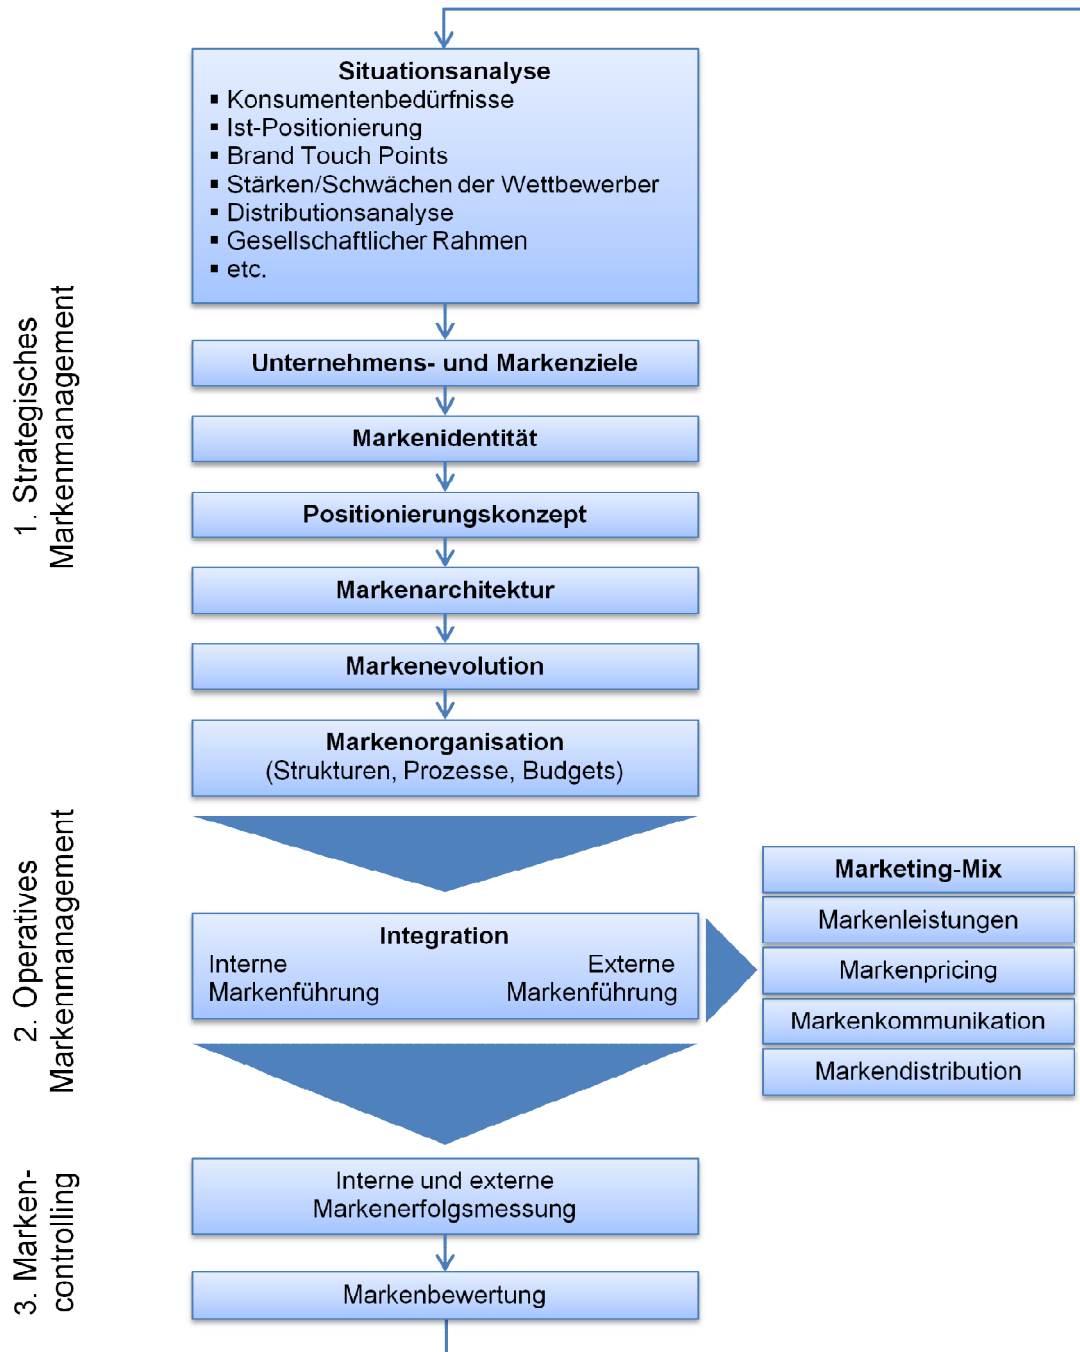 Situationsanalyse
▪ Konsumentenbedürfnisse
▪ Ist-Positionierung
▪ Brand Touch Points
▪ Stärken/Schwächen der Wettbewerber
▪ Distributionsanalyse
▪ Gesellschaftlicher Rahmen
▪ etc.
1. Strategisches
Markenmanagement
Unternehmens- und Markenziele
Markenidentität
Positionierungskonzept
Markenarchitektur
Markenevolution
Markenorganisation
(Strukturen, Prozesse, Budgets)
2. Operatives
Markenmanagement
Integration
Interne
Markenführung
Externe
Markenführung
Marketing-Mix
Markenleistungen
Markenpricing
Markenkommunikation
Markendistribution
3. Marken-
controlling
Interne und externe
Markenerfolgsmessung
Markenbewertung